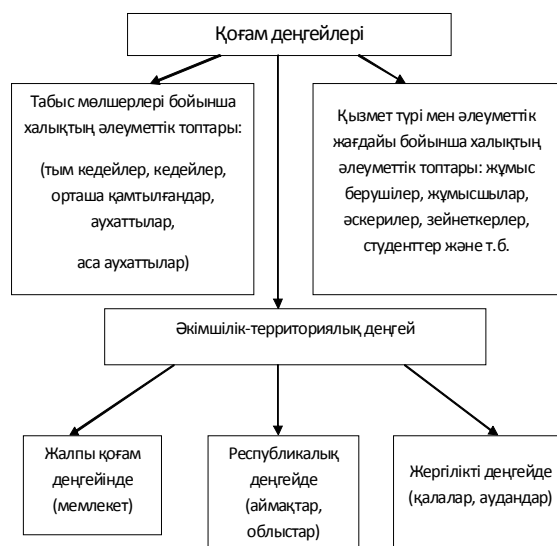 Қоғам деңгейлері
Табыс мөлшерлері бойынша
халықтың әлеуметтік топтары:
(тым кедейлер, кедейлер,
орташа қамтылғандар,
аухаттылар,
аса аухаттылар)
Қызмет түрі мен әлеуметтік
жағдайы бойынша халықтың
әлеуметтік топтары: жұмыс
берушілер, жұмысшылар,
әскерилер, зейнеткерлер,
студенттер және т.б.
Әкімшілік-территориялық деңгей
Жалпы қоғам
деңгейінде
(мемлекет)
Республикалық
деңгейде
(аймақтар,
облыстар)
Жергілікті деңгейде
(қалалар, аудандар)